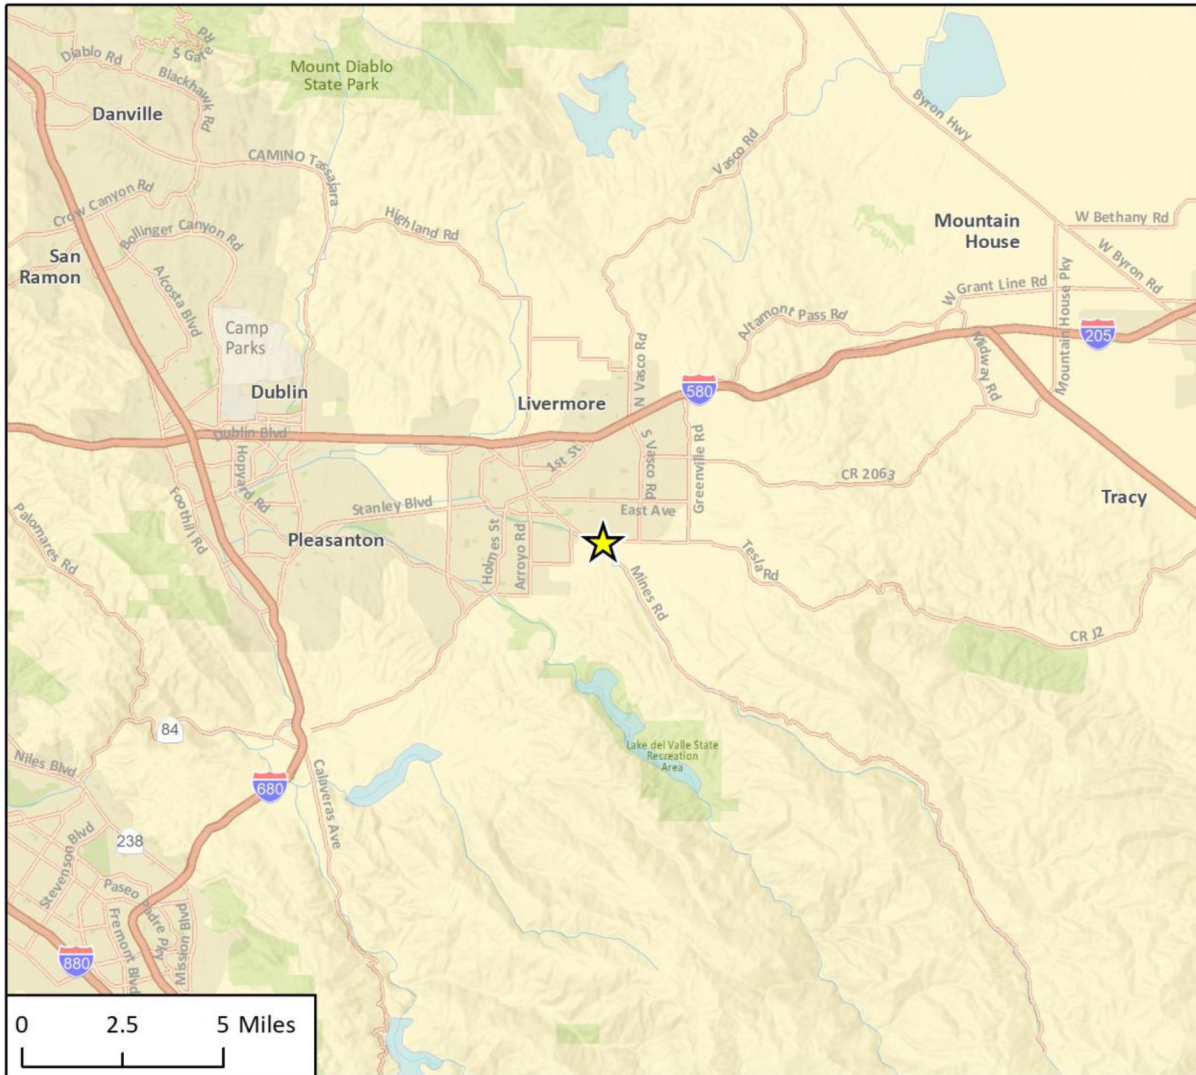 S Gate Rd
Diablo Rd
Blackhawk Rd
Mount Diablo
State Park
Danville
CAMINO Tassajara
Vasco Rd
Byron Hwy
Crow Canyon Rd
Bollinger Canyon Rd
Highland Rd
Mountain
House
W Bethany Rd
W Byron Rd
San
Ramon
Alcosta Blvd
Camp
Parks
Altamont Pass Rd
W Grant Line Rd
Mountain House Pky
205
Midway Rd
N Vasco Rd
580
Dublin
Livermore
Dublin Blvd
Hopyard Rd
1st St
S Vasco Rd
Greenville Rd
CR 2063
Tracy
Stanley Blvd
East Ave
Foothill Rd
Palomares Rd
Pleasanton
Holmes St
Arroyo Rd
Mines Rd
Tesla Rd
CR J2
84
Lake del Valle State
Recreation
Area
Niles Blvd
680
Calaveras Ave
238
Stevenson Blvd
Paseo Padre Pky
Fremont Blvd
Mission Blvd
880
0 2.5 5 Miles